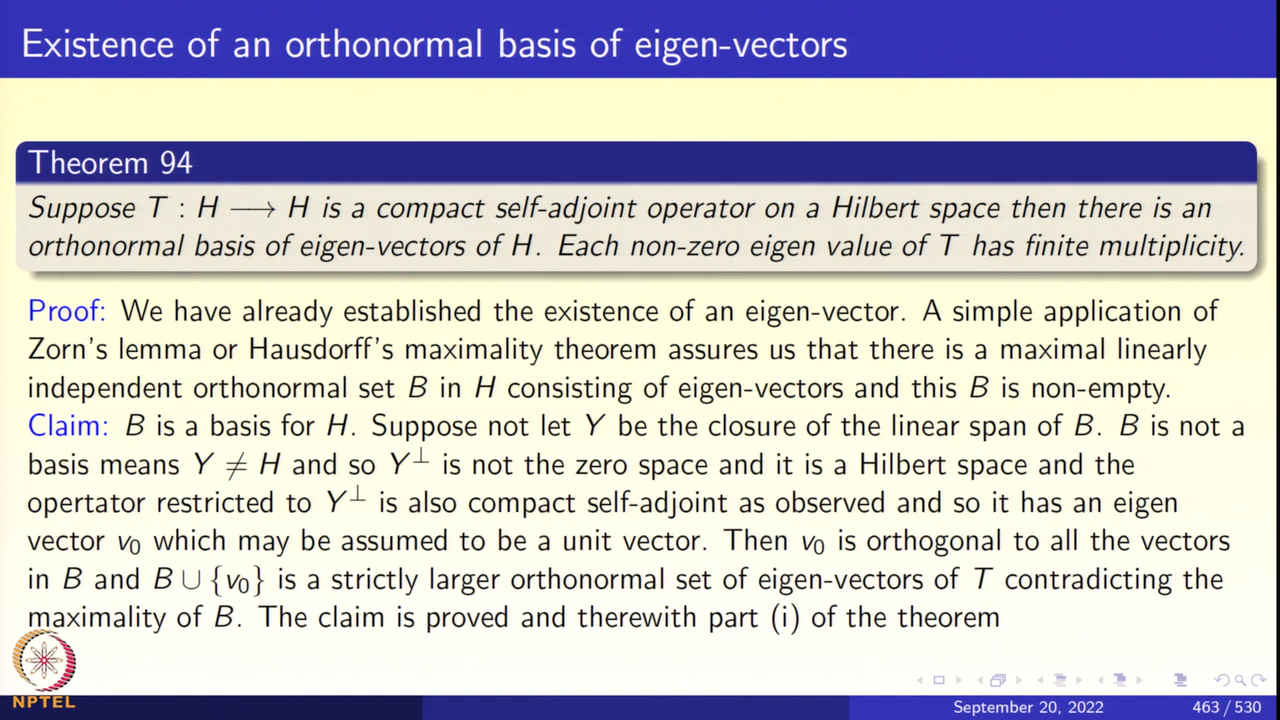 Existence of an orthonormal basis of eigen-vectors
Theorem 94
Suppose T : H ⟶ H is a compact self-adjoint operator on a Hilbert space then there is an
orthonormal basis of eigen-vectors of H. Each non-zero eigen value of T has finite multiplicity.
Proof: We have already established the existence of an eigen-vector. A simple application of
Zorn's lemma or Hausdorff's maximality theorem assures us that there is a maximal linearly
independent orthonormal set B in H consisting of eigen-vectors and this B is non-empty.
Claim: B is a basis for H. Suppose not let Y be the closure of the linear span of B. B is not a
basis means Y ≠ H and so Y⊥ is not the zero space and it is a Hilbert space and the
opertator restricted to Y⊥ is also compact self-adjoint as observed and so it has an eigen
vector v₀ which may be assumed to be a unit vector. Then v₀ is orthogonal to all the vectors
in B and B ∪ {v₀} is a strictly larger orthonormal set of eigen-vectors of T contradicting the
maximality of B. The claim is proved and therewith part (i) of the theorem
NPTEL
September 20, 2022
463 / 530